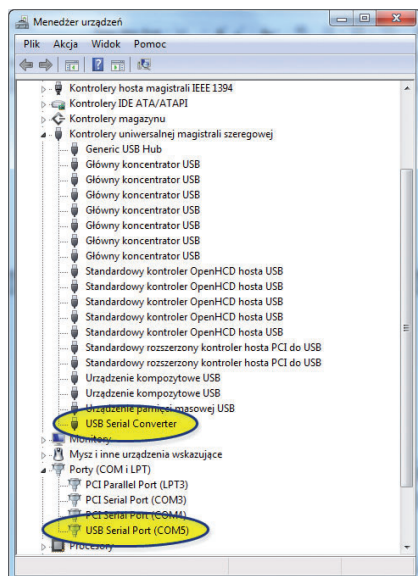 Menedżer urządzeń
Plik Akcja Widok Pomoc
Kontrolery hosta magistrali IEEE 1394
Kontrolery IDE ATA/ATAPI
Kontrolery magazynu
Kontrolery uniwersalnej magistrali szeregowej
Generic USB Hub
Główny koncentrator USB
Główny koncentrator USB
Główny koncentrator USB
Główny koncentrator USB
Główny koncentrator USB
Główny koncentrator USB
Główny koncentrator USB
Standardowy kontroler OpenHCD hosta USB
Standardowy kontroler OpenHCD hosta USB
Standardowy kontroler OpenHCD hosta USB
Standardowy kontroler OpenHCD hosta USB
Standardowy kontroler OpenHCD hosta USB
Standardowy rozszerzony kontroler hosta PCI do USB
Standardowy rozszerzony kontroler hosta PCI do USB
Urządzenie kompozytowe USB
Urządzenie kompozytowe USB
Urządzenie pamięci masowej USB
USB Serial Converter
Monitory
Mysz i inne urządzenia wskazujące
Porty (COM i LPT)
PCI Parallel Port (LPT3)
PCI Serial Port (COM3)
PCI Serial Port (COM4)
USB Serial Port (COM5)
Procesory